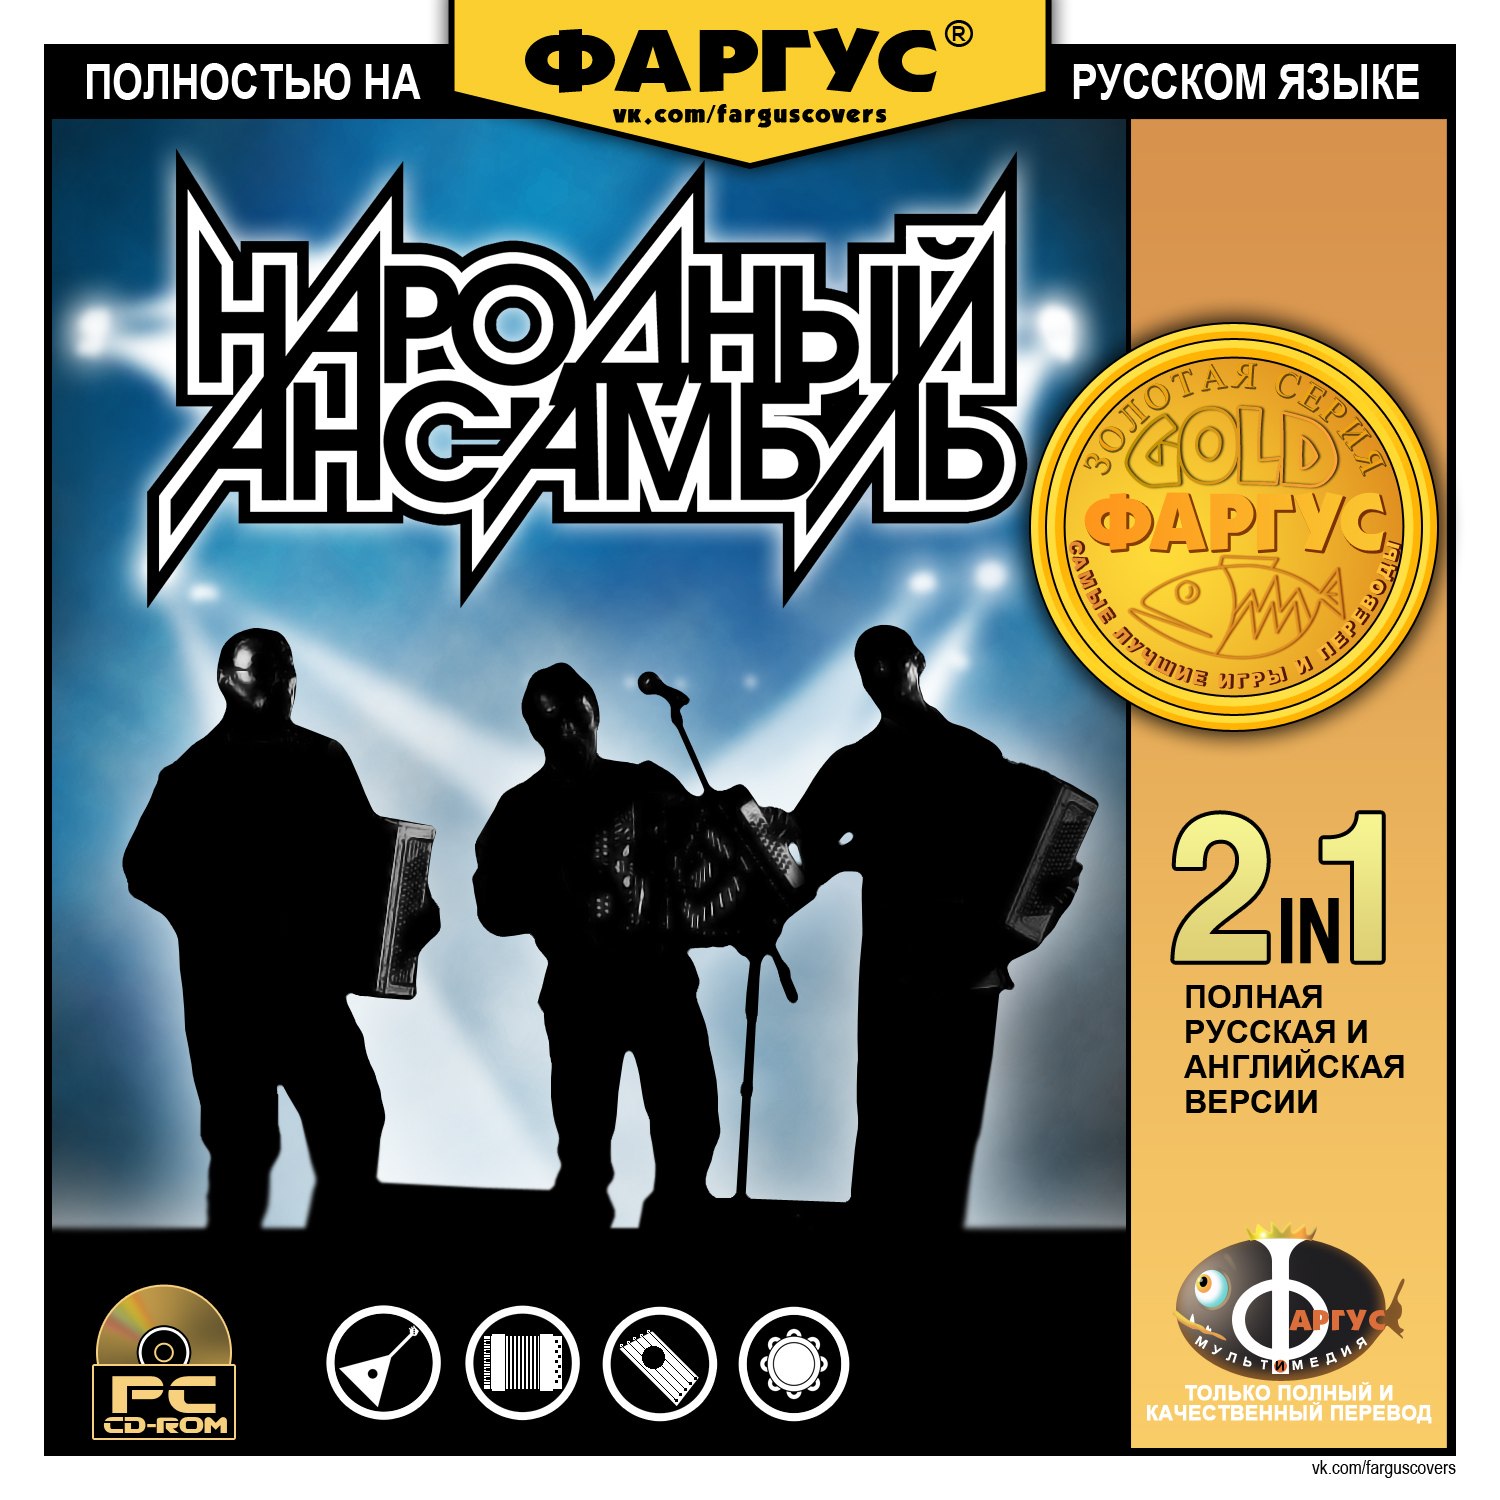 ФАРГУС®
vk.com/farguscovers
ПОЛНОСТЬЮ НА
РУССКОМ ЯЗЫКЕ
НАРОДНЫЙ
АНСАМБЛЬ
ЗОЛОТАЯ СЕРИЯ
GOLD
ФАРГУС
САМЫЕ ЛУЧШИЕ ИГРЫ И ПЕРЕВОДЫ
2IN1
ПОЛНАЯ
РУССКАЯ И
АНГЛИЙСКАЯ
ВЕРСИИ
ФАРГУС
МУЛЬТИМЕДИЯ
ТОЛЬКО ПОЛНЫЙ И
КАЧЕСТВЕННЫЙ ПЕРЕВОД
PC
CD-ROM
vk.com/farguscovers